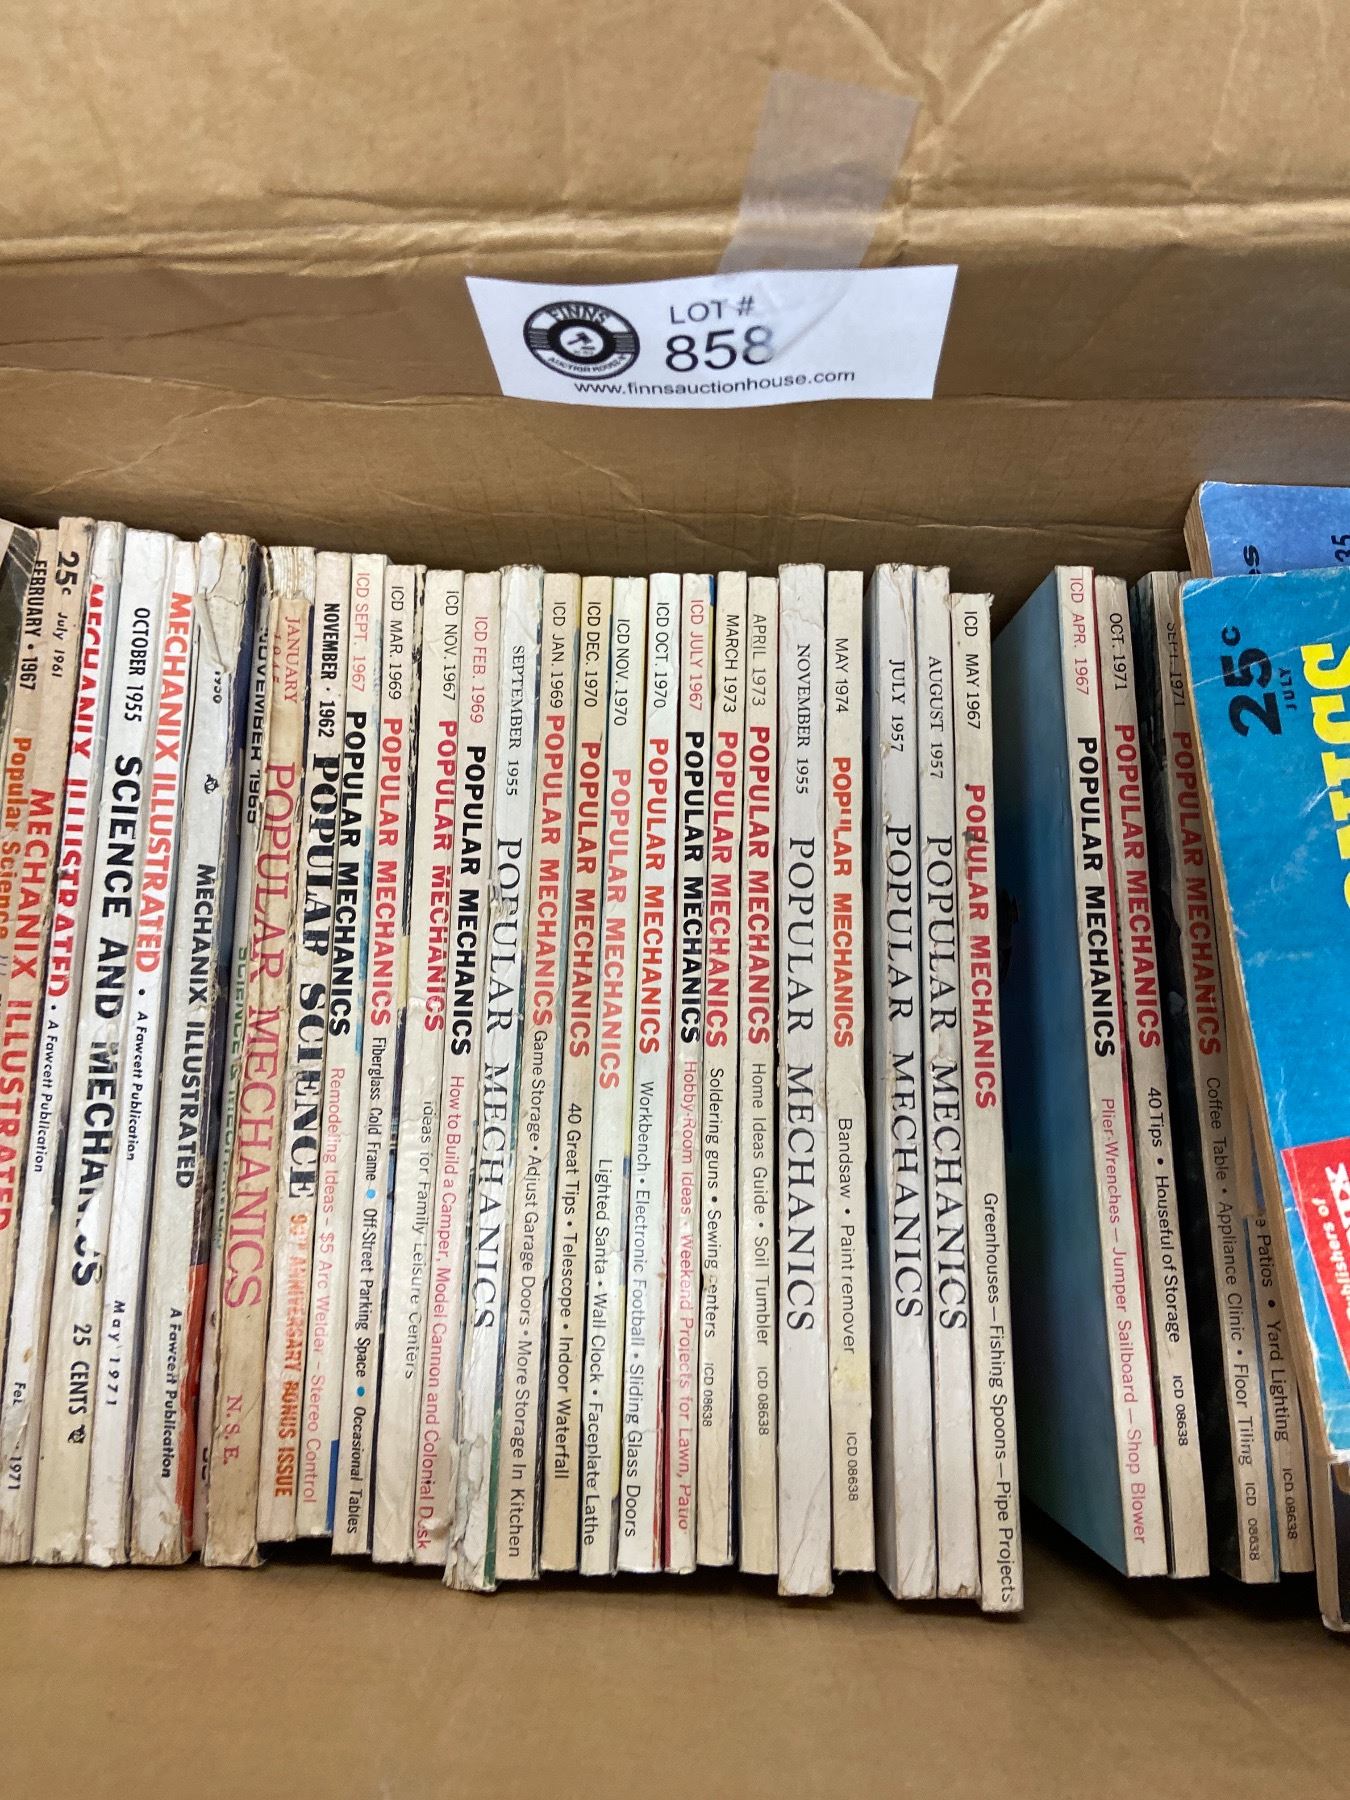 FINNS
AUCTION HOUSE
LOT #
858
www.finnsauctionhouse.com
FEBRUARY • 1967 Popular Science
MECHANIX ILLUSTRATED Feb. 1971
25c July 1961 MECHANIX ILLUSTRATED • A Fawcett Publication
SCIENCE AND MECHANICS 25 CENTS
OCTOBER 1955 MECHANIX ILLUSTRATED • A Fawcett Publication May 1971
MECHANIX ILLUSTRATED A Fawcett Publication
NOVEMBER
JANUARY POPULAR MECHANICS N.S.E.
NOVEMBER • 1962 POPULAR SCIENCE ANNIVERSARY BONUS ISSUE
ICD SEPT. 1967 POPULAR MECHANICS Remodeling Ideas – $5 Arc Welder – Stereo Control
ICD MAR. 1969 POPULAR MECHANICS Fiberglass Cold Frame • Off-Street Parking Space • Occasional Tables
Ideas for Family Leisure Centers
ICD NOV. 1967 POPULAR MECHANICS How to Build a Camper, Model Cannon and Colonial Desk
ICD FEB. 1969 POPULAR MECHANICS
SEPTEMBER 1955 POPULAR MECHANICS
ICD JAN. 1969 POPULAR MECHANICS Game Storage • Adjust Garage Doors • More Storage In Kitchen
ICD DEC. 1970 POPULAR MECHANICS 40 Great Tips • Telescope • Indoor Waterfall
ICD NOV. 1970 POPULAR MECHANICS Lighted Santa • Wall Clock • Faceplate Lathe
ICD OCT. 1970 POPULAR MECHANICS Workbench • Electronic Football • Sliding Glass Doors
ICD JULY 1967 POPULAR MECHANICS Hobby-Room Ideas • Weekend Projects for Lawn, Patio
MARCH 1973 POPULAR MECHANICS Soldering guns • Sewing centers ICD 08638
APRIL 1973 POPULAR MECHANICS Home Ideas Guide • Soil Tumbler ICD 08638
NOVEMBER 1955 POPULAR MECHANICS
MAY 1974 POPULAR MECHANICS Bandsaw • Paint remover ICD 08638
JULY 1957 POPULAR MECHANICS
AUGUST 1957 POPULAR MECHANICS
ICD MAY 1967 POPULAR MECHANICS Greenhouses—Fishing Spoons—Pipe Projects
ICD APR. 1967 POPULAR MECHANICS Plier-Wrenches—Jumper Sailboard—Shop Blower
OCT. 1971 POPULAR MECHANICS 40 Tips • Houseful of Storage ICD 08638
SEPT. 1971 POPULAR MECHANICS Coffee Table • Appliance Clinic • Floor Tiling ICD 08638
Patios • Yard Lighting ICD 08638
25c
JULY